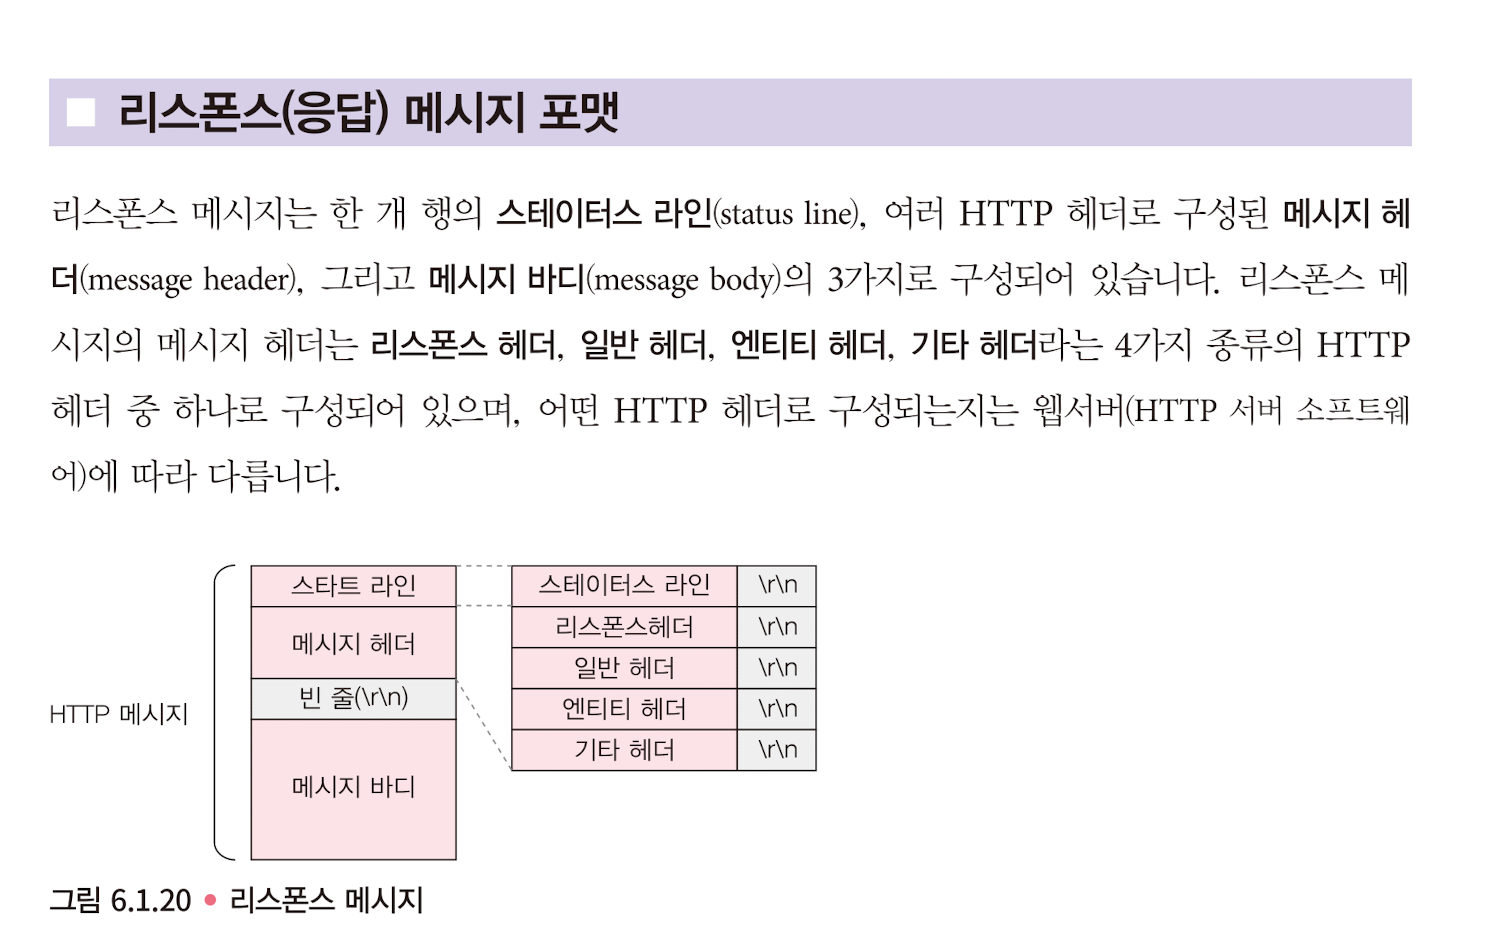 리스폰스(응답) 메시지 포맷
리스폰스 메시지는 한 개 행의 스테이터스 라인(status line), 여러 HTTP 헤더로 구성된 메시지 헤
더(message header), 그리고 메시지 바디(message body)의 3가지로 구성되어 있습니다. 리스폰스 메
시지의 메시지 헤더는 리스폰스 헤더, 일반 헤더, 엔티티 헤더, 기타 헤더라는 4가지 종류의 HTTP
헤더 중 하나로 구성되어 있으며, 어떤 HTTP 헤더로 구성되는지는 웹서버(HTTP 서버 소프트웨
어)에 따라 다릅니다.
HTTP 메시지
스타트 라인
메시지 헤더
빈 줄(\r\n)
메시지 바디
스테이터스 라인 \r\n
리스폰스헤더 \r\n
일반 헤더 \r\n
엔티티 헤더 \r\n
기타 헤더 \r\n
그림 6.1.20 • 리스폰스 메시지